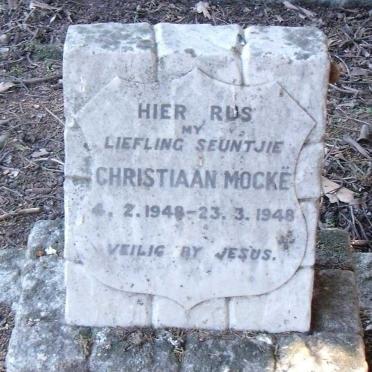 HIER RUS
MY
LIEFLING SEUNTJIE
CHRISTIAAN MOCKË
4. 2. 1948 - 23. 3. 1948
VEILIG BY JESUS.